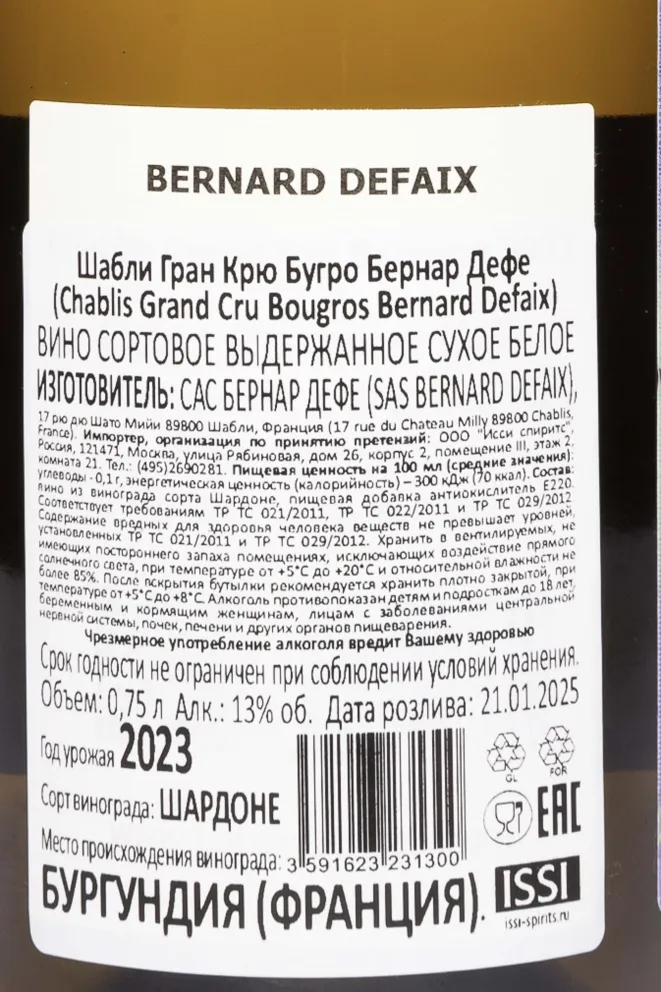 BERNARD DEFAIX
Шабли Гран Крю Бугро Бернар Дефе
(Chablis Grand Cru Bougros Bernard Defaix)
ВИНО СОРТОВОЕ ВЫДЕРЖАННОЕ СУХОЕ БЕЛОЕ
ИЗГОТОВИТЕЛЬ: САС БЕРНАР ДЕФЕ (SAS BERNARD DEFAIX),
17 рю дю Шато Мийи 89800 Шабли, Франция (17 rue du Chateau Milly 89800 Chablis,
France). Импортер, организация по принятию претензий: ООО "Исси спиритс",
Россия, 121471, Москва, улица Рябиновая, дом 26, корпус 2, помещение III, этаж 2,
комната 21. Тел.: (495)2690281. Пищевая ценность на 100 мл (средние значения):
углеводы - 0,1 г, энергетическая ценность (калорийность) – 300 кДж (70 ккал). Состав:
вино из винограда сорта Шардоне, пищевая добавка антиокислитель Е220.
Соответствует требованиям ТР ТС 021/2011, ТР ТС 022/2011 и ТР ТС 029/2012
Содержание вредных для здоровья человека веществ не превышает уровней,
установленных ТР ТС 021/2011 и ТР ТС 029/2012. Хранить в вентилируемых, не
имеющих постороннего запаха помещениях, исключающих воздействие прямого
солнечного света, при температуре от +5°С до +20°С и относительной влажности не
более 85%. После вскрытия бутылки рекомендуется хранить плотно закрытой, при
температуре от +5°С до +8°С. Алкоголь противопоказан детям и подросткам до 18 лет,
беременным и кормящим женщинам, лицам с заболеваниями центральной
нервной системы, почек, печени и других органов пищеварения.
Чрезмерное употребление алкоголя вредит Вашему здоровью
Срок годности не ограничен при соблюдении условий хранения.
Объем: 0,75 л Алк.: 13% об. Дата розлива: 21.01.2025
Год урожая 2023
GL FOR
Сорт винограда: ШАРДОНЕ
EAC
Место происхождения винограда:
3 591623 231300
БУРГУНДИЯ (ФРАНЦИЯ).
ISSI
issi-spirits.ru